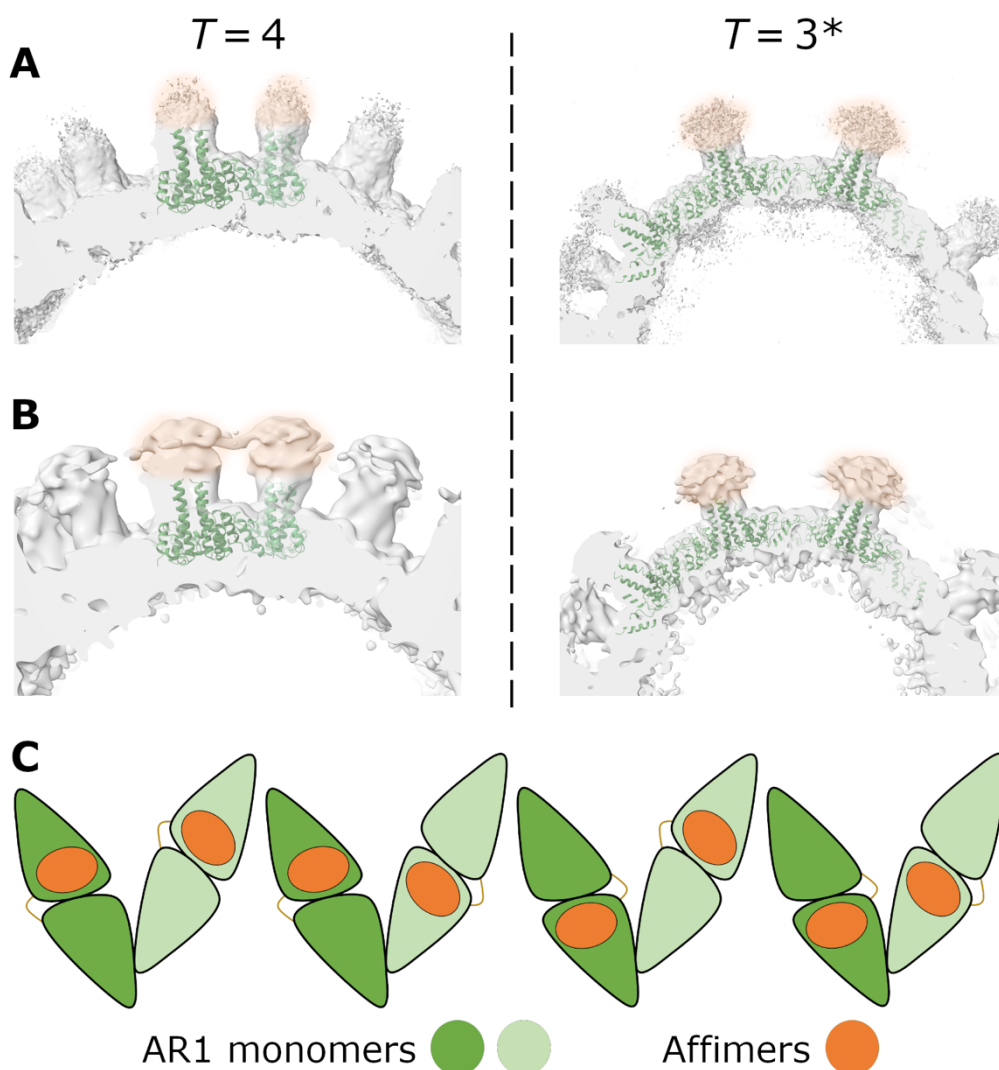 T = 4
T = 3*
A
B
C
AR1 monomers
Affimers